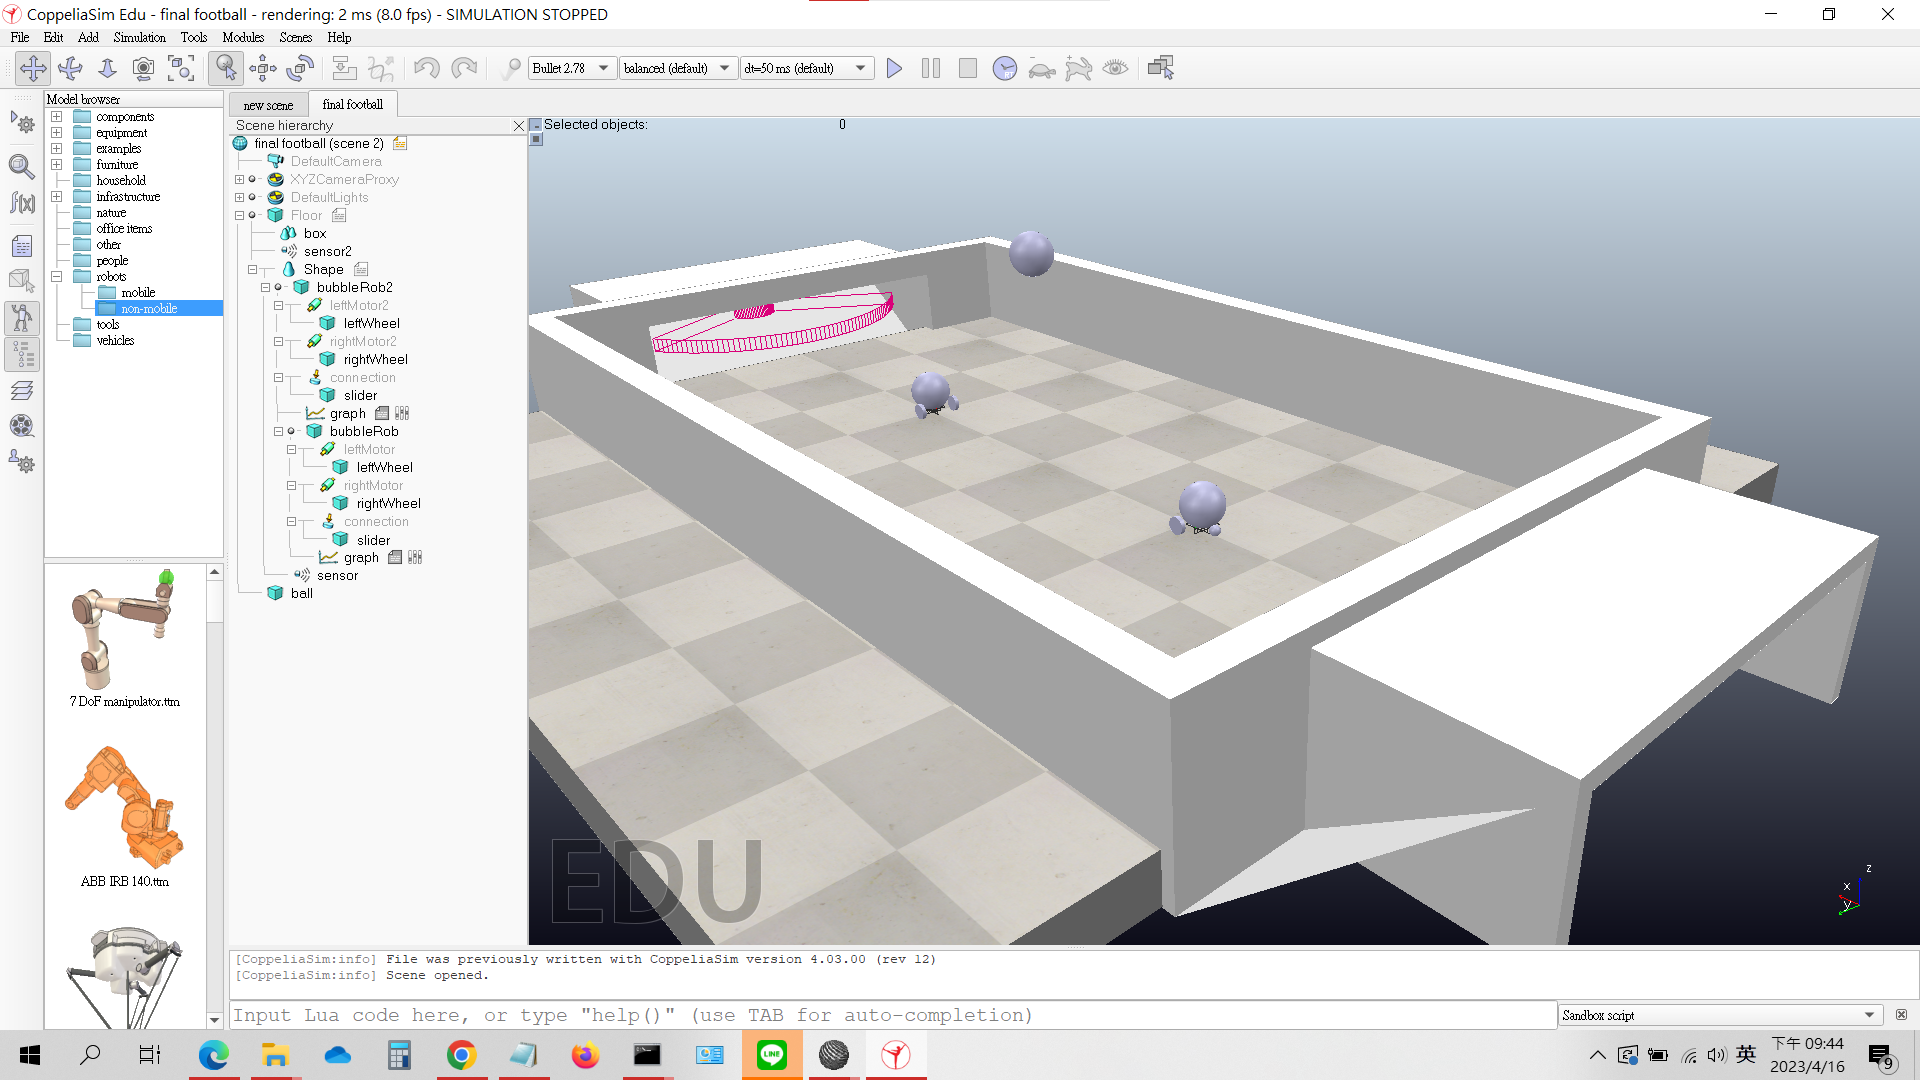 CoppeliaSim Edu - final football - rendering: 2 ms (8.0 fps) - SIMULATION STOPPED
File Edit Add Simulation Tools Modules Scenes Help
Bullet 2.78 balanced (default) dt=50 ms (default) RT
Model browser
components
equipment
examples
furniture
household
infrastructure
nature
office items
other
people
robots
mobile
non-mobile
tools
vehicles
7 DoF manipulator.ttm
ABB IRB 140.ttm
new scene final football
Scene hierarchy
final football (scene 2)
DefaultCamera
XYZCameraProxy
DefaultLights
Floor
box
sensor2
Shape
bubbleRob2
leftMotor2
leftWheel
rightMotor2
rightWheel
connection
slider
graph
bubbleRob
leftMotor
leftWheel
rightMotor
rightWheel
connection
slider
graph
sensor
ball
f(x)
Selected objects: 0
EDU
z
x
y
[CoppeliaSim:info] File was previously written with CoppeliaSim version 4.03.00 (rev 12)
[CoppeliaSim:info] Scene opened.
Input Lua code here, or type "help()" (use TAB for auto-completion)
Sandbox script
LINE
英
下午 09:44
2023/4/16
9